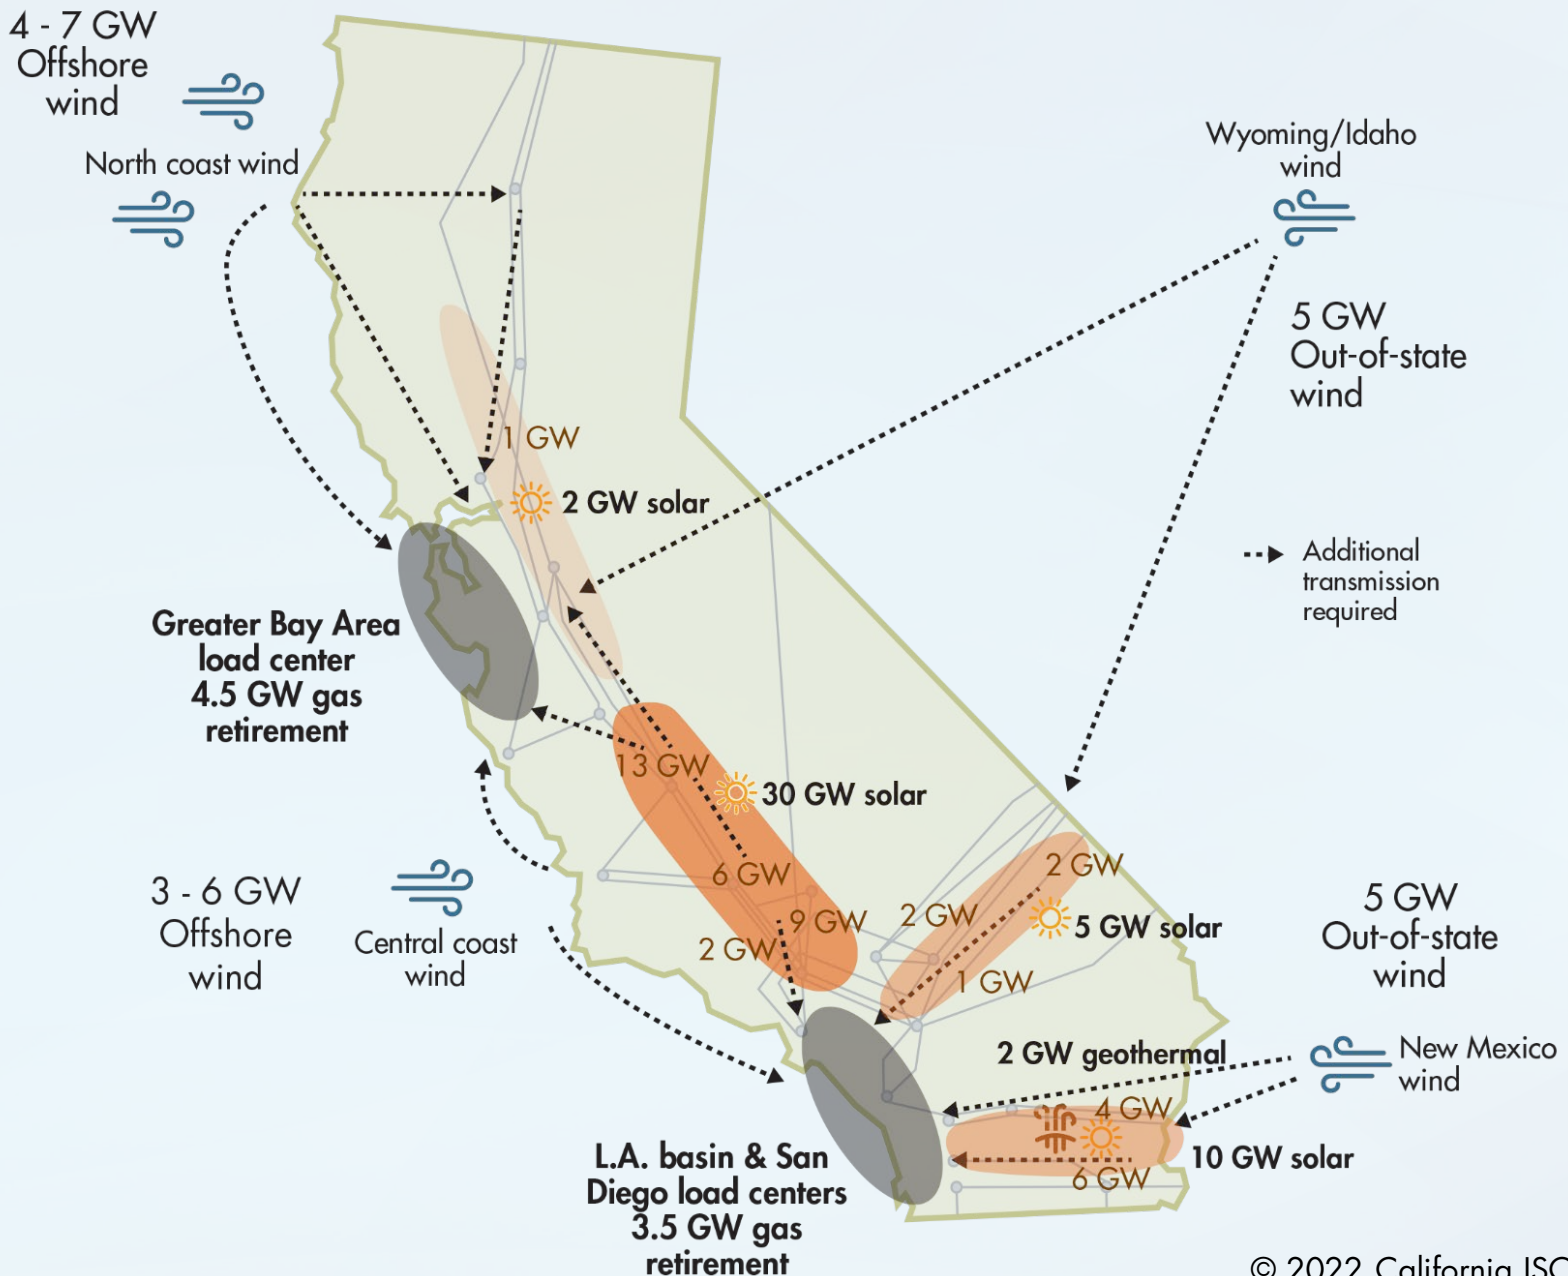 4 - 7 GW
Offshore
wind
North coast wind
Wyoming/Idaho
wind
5 GW
Out-of-state
wind
1 GW
2 GW solar
Additional
transmission
required
Greater Bay Area
load center
4.5 GW gas
retirement
13 GW
30 GW solar
6 GW
9 GW
2 GW
2 GW
2 GW
5 GW solar
1 GW
3 - 6 GW
Offshore
wind
Central coast
wind
5 GW
Out-of-state
wind
2 GW geothermal
New Mexico
wind
4 GW
10 GW solar
6 GW
L.A. basin & San
Diego load centers
3.5 GW gas
retirement
© 2022 California ISO